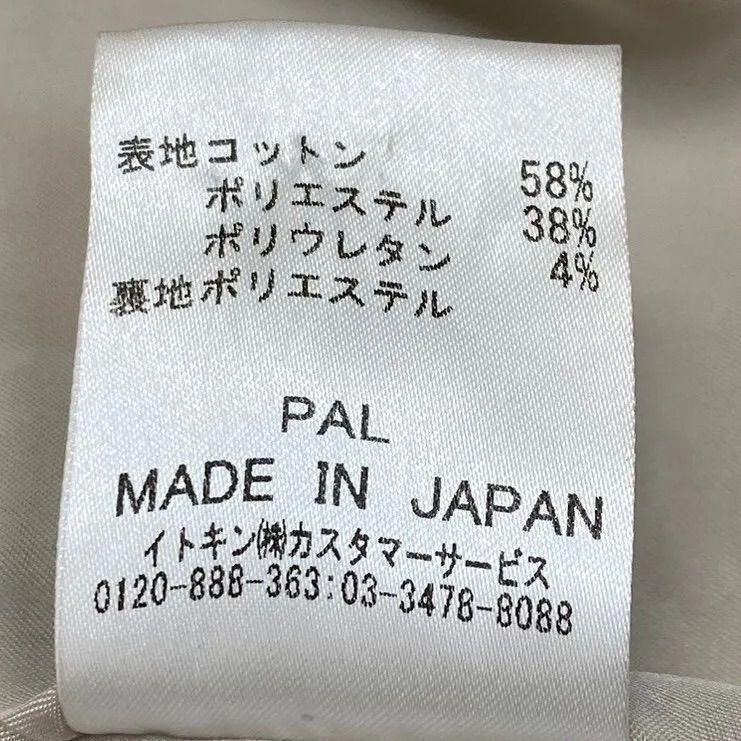 表地コットン 58%
ポリエステル 38%
ポリウレタン 4%
裏地ポリエステル
PAL
MADE IN JAPAN
イトキン㈱カスタマーサービス
0120-888-363:03-3478-8088